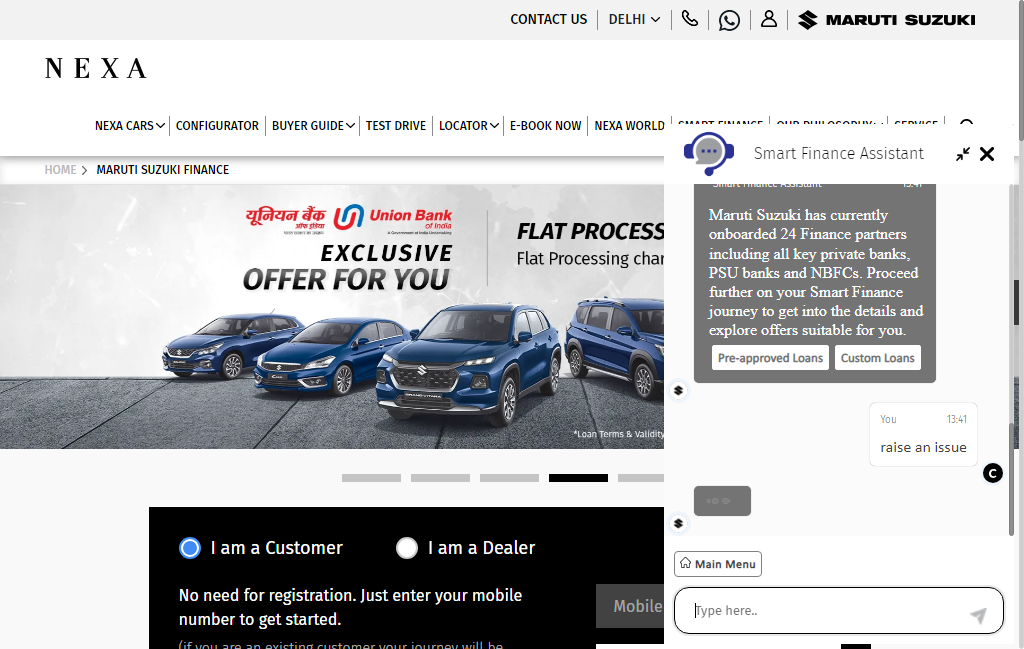 CONTACT US
DELHI
MARUTI SUZUKI
NEXA
NEXA CARS
CONFIGURATOR
BUYER GUIDE
TEST DRIVE
LOCATOR
E-BOOK NOW
NEXA WORLD
SMART FINANCE
OUR PHILOSOPHY
SERVICE
HOME
MARUTI SUZUKI FINANCE
यूनियन बैंक
ऑफ इंडिया
Union Bank
of India
A Government of India Undertaking
EXCLUSIVE
OFFER FOR YOU
FLAT PROCESS
Flat Processing char
GRAND VITARA
*Loan Terms & Validity
I am a Customer
I am a Dealer
No need for registration. Just enter your mobile
number to get started.
(if you are an existing customer your journey will be
Mobile
Smart Finance Assistant
Smart Finance Assistant
13:41
Maruti Suzuki has currently
onboarded 24 Finance partners
including all key private banks,
PSU banks and NBFCs. Proceed
further on your Smart Finance
journey to get into the details and
explore offers suitable for you.
Pre-approved Loans
Custom Loans
You
13:41
raise an issue
C
Main Menu
Type here..